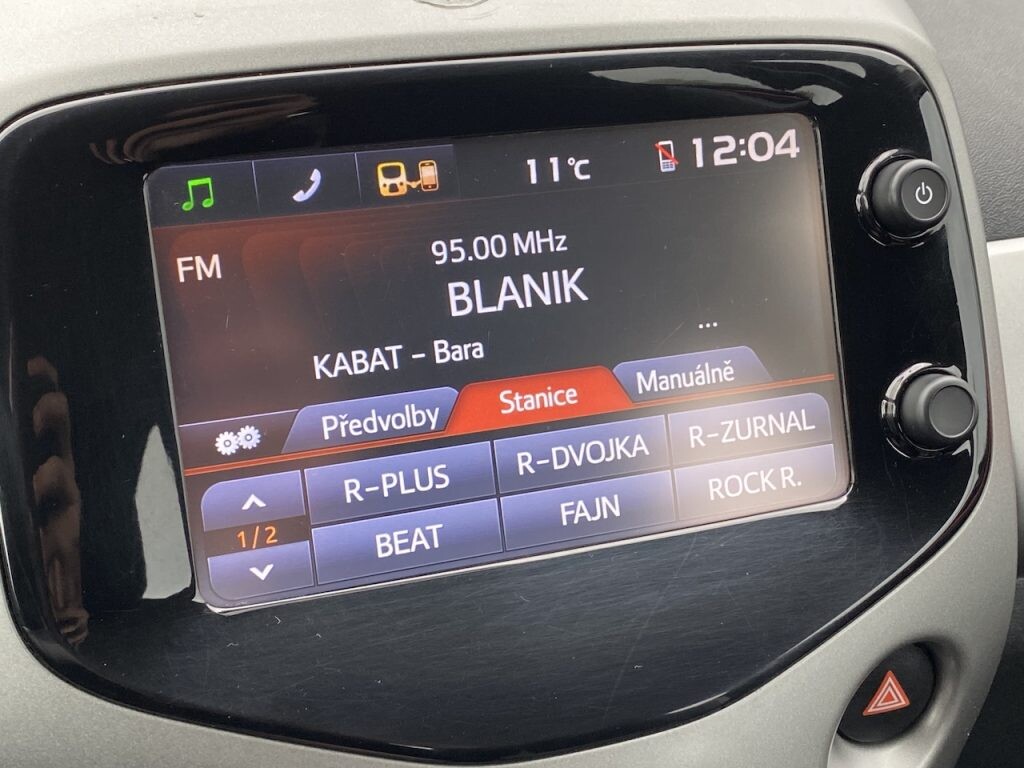 11°C 12:04
FM 95.00 MHz
BLANIK
KABAT - Bara ...
Předvolby Stanice Manuálně
R-PLUS R-DVOJKA R-ZURNAL
1/2
BEAT FAJN ROCK R.